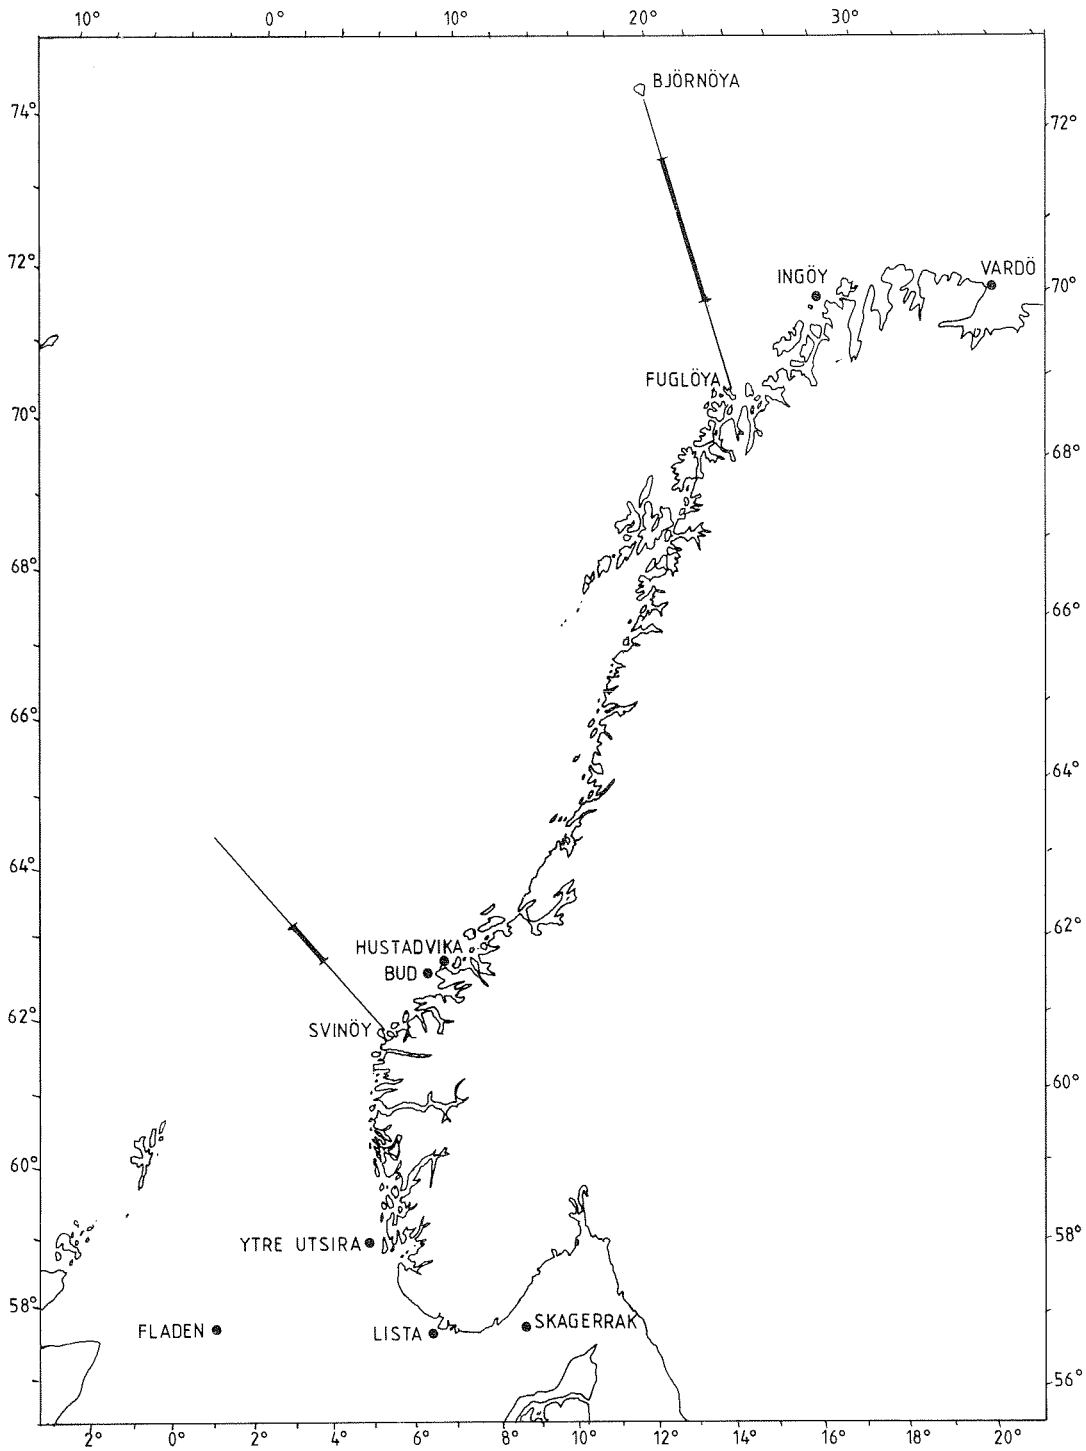 10° 0° 10° 20° 30°
BJÖRNÖYA
74°
72°
72°
INGÖY
VARDÖ
70°
FUGLÖYA
70°
68°
68°
66°
66°
64°
64°
HUSTADVIKA
62°
BUD
62°
SVINÖY
60°
60°
YTRE UTSIRA
58°
58°
FLADEN
LISTA
SKAGERRAK
56°
2° 0° 2° 4° 6° 8° 10° 12° 14° 16° 18° 20°